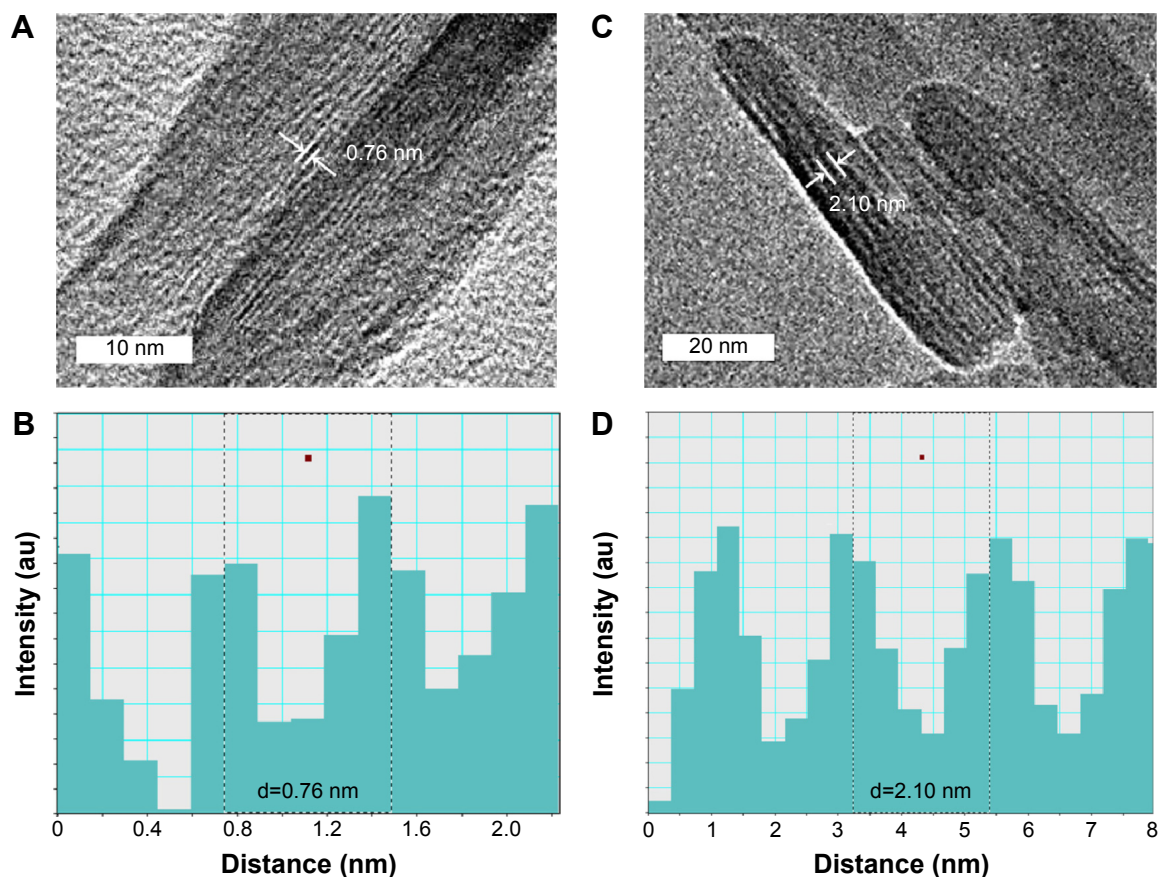 A
0.76 nm
10 nm
C
2.10 nm
20 nm
B
Intensity (au)
d=0.76 nm
0 0.4 0.8 1.2 1.6 2.0
Distance (nm)
D
Intensity (au)
d=2.10 nm
0 1 2 3 4 5 6 7 8
Distance (nm)